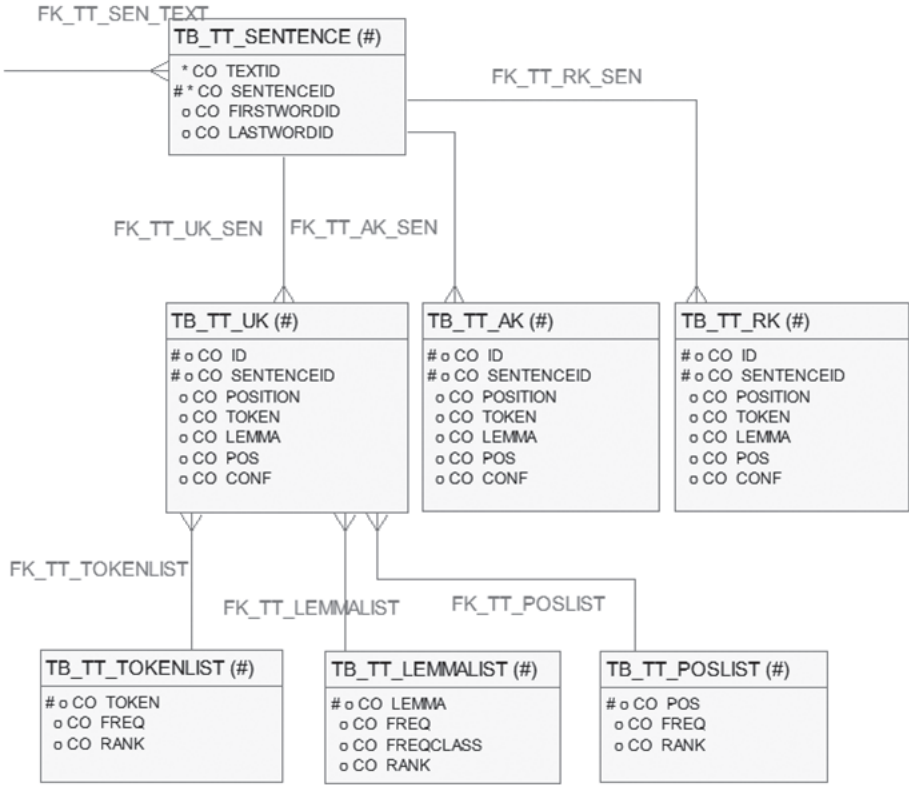 FK_TT_SEN_TEXT
TB_TT_SENTENCE (#)
* CO TEXTID
# * CO SENTENCEID
o CO FIRSTWORDID
o CO LASTWORDID
FK_TT_RK_SEN
FK_TT_UK_SEN
FK_TT_AK_SEN
TB_TT_UK (#)
# o CO ID
# o CO SENTENCEID
o CO POSITION
o CO TOKEN
o CO LEMMA
o CO POS
o CO CONF
TB_TT_AK (#)
# o CO ID
# o CO SENTENCEID
o CO POSITION
o CO TOKEN
o CO LEMMA
o CO POS
o CO CONF
TB_TT_RK (#)
# o CO ID
# o CO SENTENCEID
o CO POSITION
o CO TOKEN
o CO LEMMA
o CO POS
o CO CONF
FK_TT_TOKENLIST
FK_TT_LEMMALIST
FK_TT_POSLIST
TB_TT_TOKENLIST (#)
# o CO TOKEN
o CO FREQ
o CO RANK
TB_TT_LEMMALIST (#)
# o CO LEMMA
o CO FREQ
o CO FREQCLASS
o CO RANK
TB_TT_POSLIST (#)
# o CO POS
o CO FREQ
o CO RANK